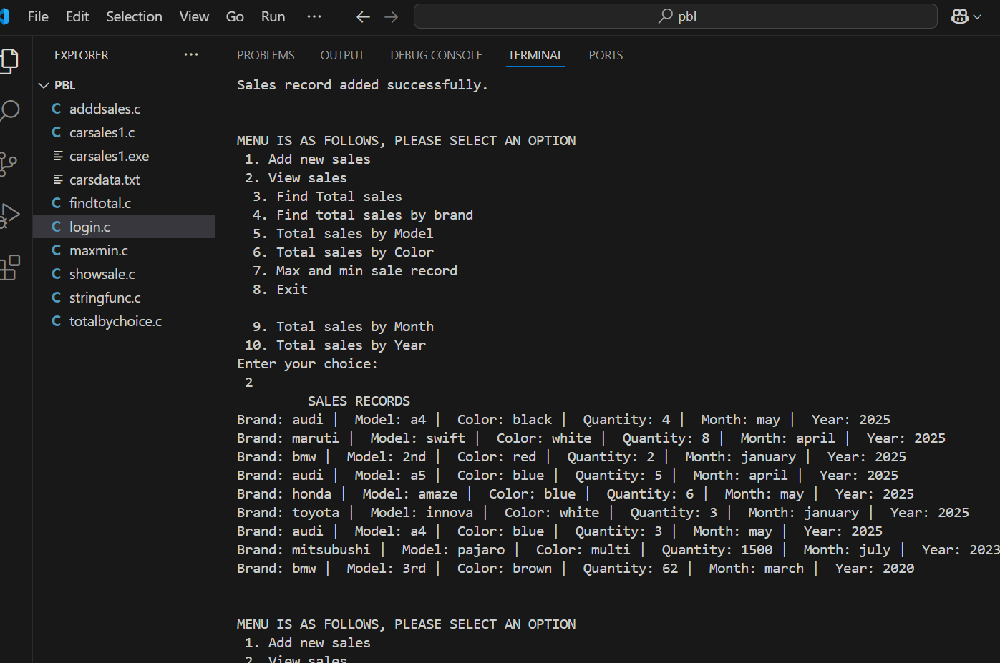 File Edit Selection View Go Run ··· ← → pbl
EXPLORER ···
PBL
C adddsales.c
C carsales1.c
carsales1.exe
carsdata.txt
C findtotal.c
C login.c
C maxmin.c
C showsale.c
C stringfunc.c
C totalbychoice.c
PROBLEMS OUTPUT DEBUG CONSOLE TERMINAL PORTS
Sales record added successfully.
MENU IS AS FOLLOWS, PLEASE SELECT AN OPTION
1. Add new sales
2. View sales
3. Find Total sales
4. Find total sales by brand
5. Total sales by Model
6. Total sales by Color
7. Max and min sale record
8. Exit
9. Total sales by Month
10. Total sales by Year
Enter your choice:
2
SALES RECORDS
Brand: audi | Model: a4 | Color: black | Quantity: 4 | Month: may | Year: 2025
Brand: maruti | Model: swift | Color: white | Quantity: 8 | Month: april | Year: 2025
Brand: bmw | Model: 2nd | Color: red | Quantity: 2 | Month: january | Year: 2025
Brand: audi | Model: a5 | Color: blue | Quantity: 5 | Month: april | Year: 2025
Brand: honda | Model: amaze | Color: blue | Quantity: 6 | Month: may | Year: 2025
Brand: toyota | Model: innova | Color: white | Quantity: 3 | Month: january | Year: 2025
Brand: audi | Model: a4 | Color: blue | Quantity: 3 | Month: may | Year: 2025
Brand: mitsubushi | Model: pajaro | Color: multi | Quantity: 1500 | Month: july | Year: 2023
Brand: bmw | Model: 3rd | Color: brown | Quantity: 62 | Month: march | Year: 2020
MENU IS AS FOLLOWS, PLEASE SELECT AN OPTION
1. Add new sales
2. View sales